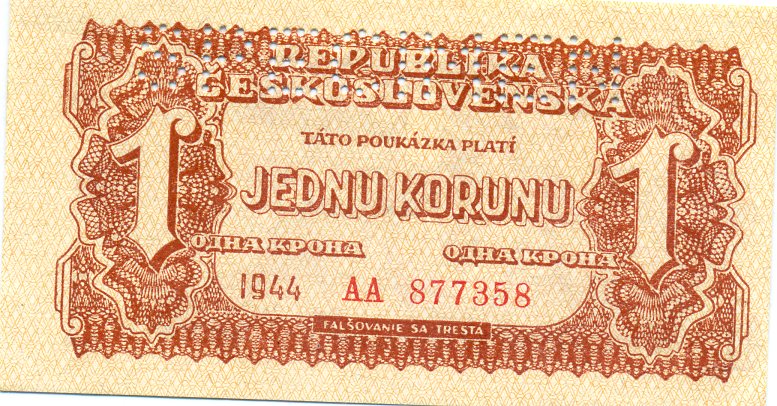 REPUBLIKA
ČESKOSLOVENSKÁ
TÁTO POUKÁZKA PLATÍ
1 JEDNU KORUNU 1
ОДНА КРОНА ОДНА КРОНА
1944 AA 877358
FALŠOVANIE SA TRESTÁ